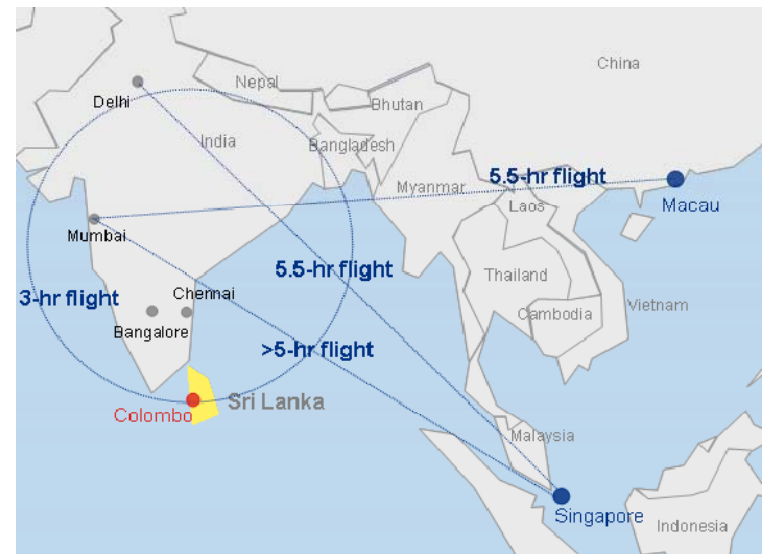 China
Nepal
Delhi
Bhutan
India
Bangladesh
5.5-hr flight
Myanmar
Macau
Laos
Mumbai
5.5-hr flight
Thailand
3-hr flight
Chennai
Vietnam
Cambodia
Bangalore
>5-hr flight
Sri Lanka
Colombo
Malaysia
Singapore
Indonesia